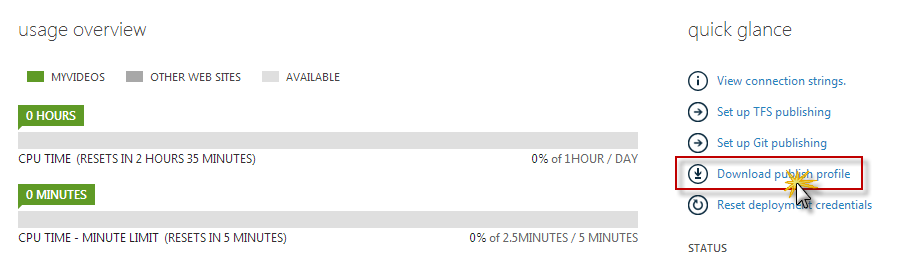 usage overview
MYVIDEOS OTHER WEB SITES AVAILABLE
0 HOURS
CPU TIME (RESETS IN 2 HOURS 35 MINUTES) 0% of 1HOUR / DAY
0 MINUTES
CPU TIME - MINUTE LIMIT (RESETS IN 5 MINUTES) 0% of 2.5MINUTES / 5 MINUTES
quick glance
View connection strings.
Set up TFS publishing
Set up Git publishing
Download publish profile
Reset deployment credentials
STATUS